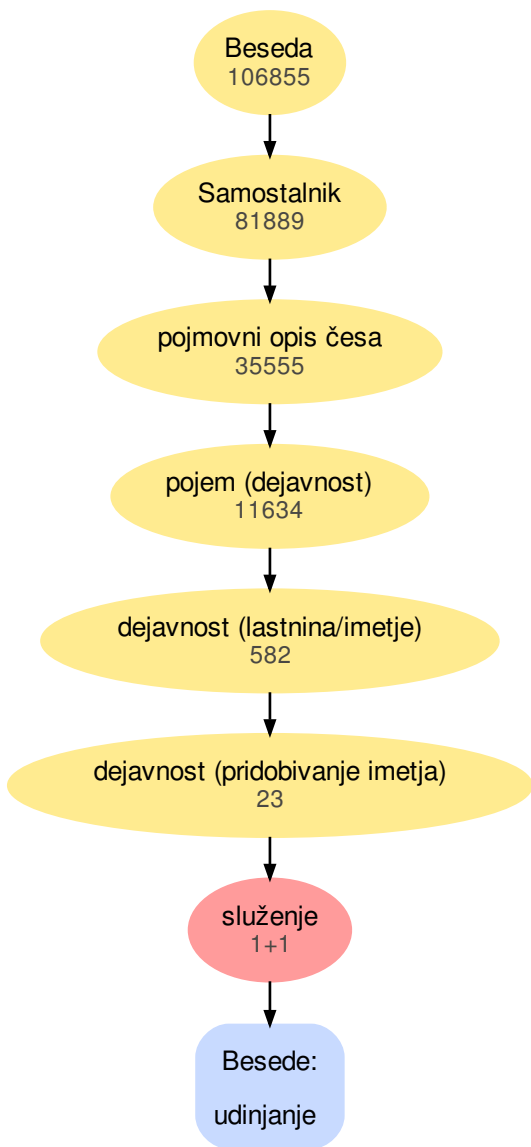 Beseda
106855
Samostalnik
81889
pojmovni opis česa
35555
pojem (dejavnost)
11634
dejavnost (lastnina/imetje)
582
dejavnost (pridobivanje imetja)
23
služenje
1+1
Besede:
udinjanje